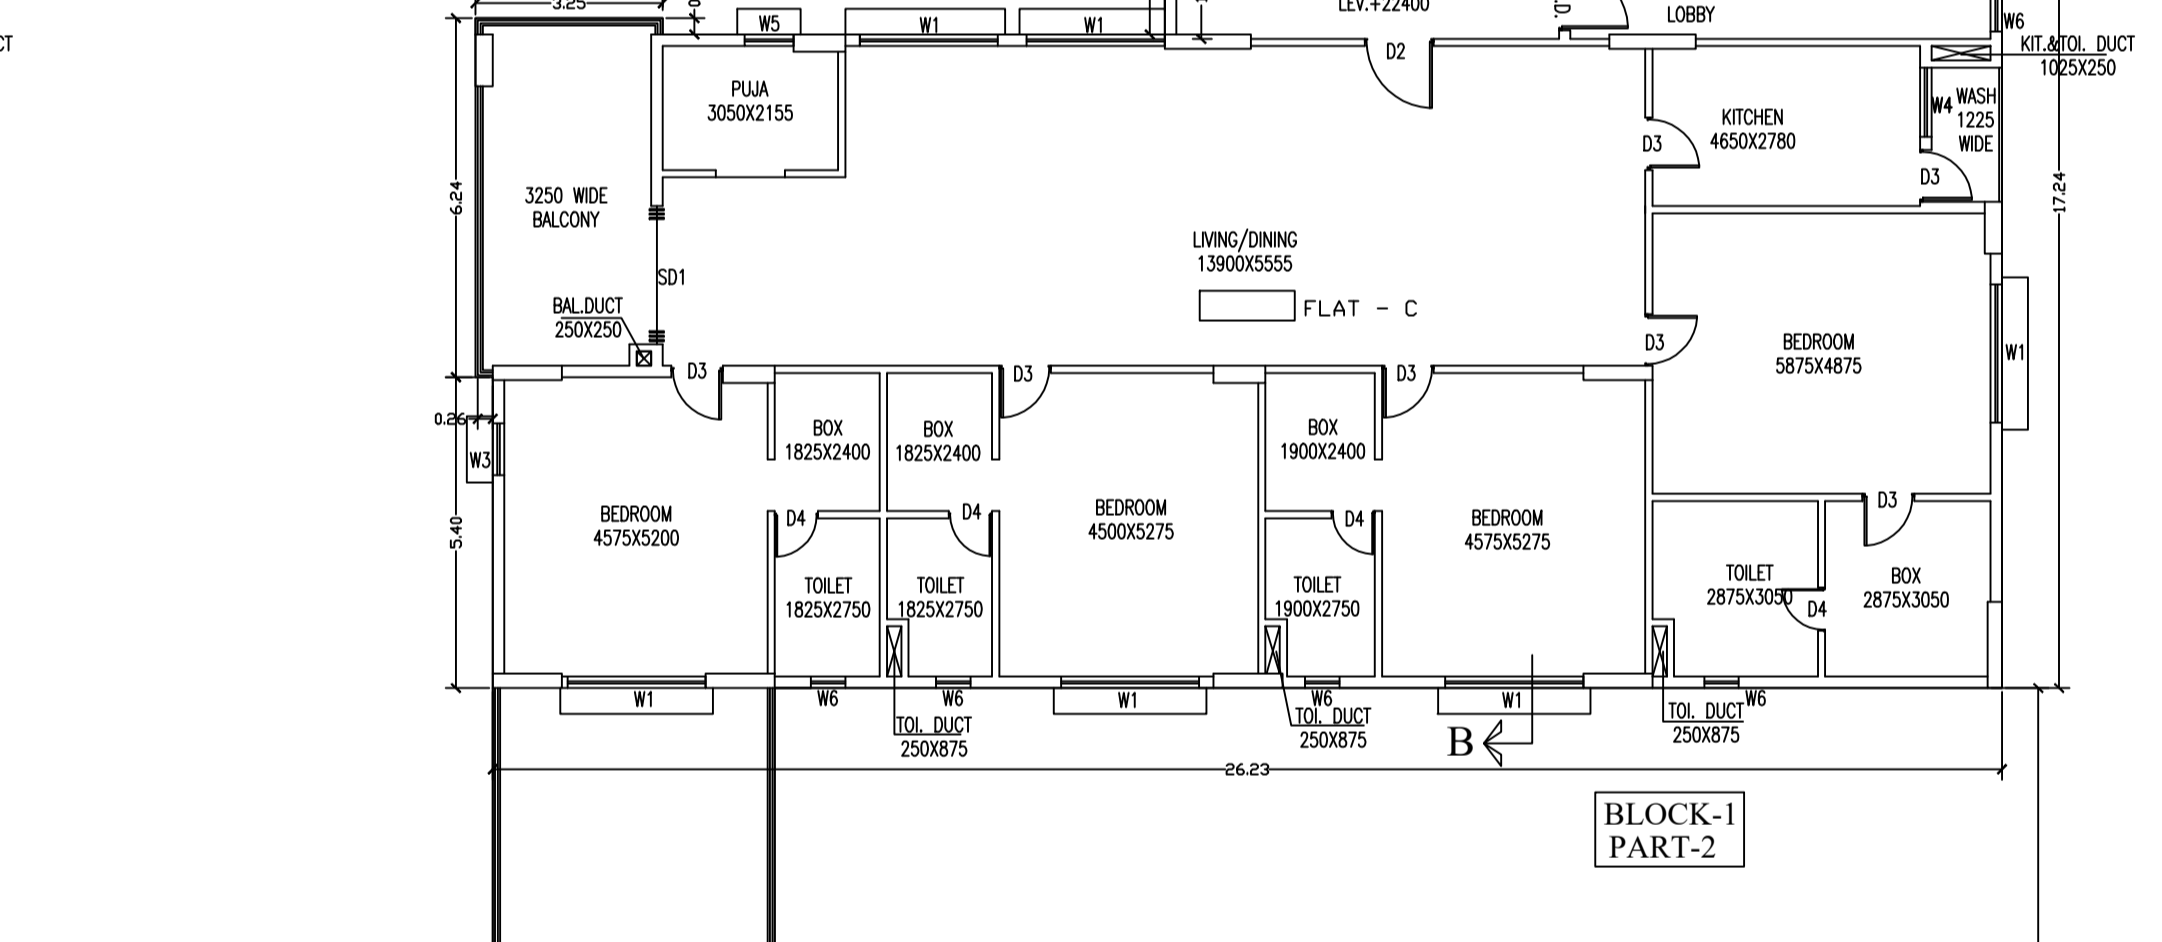 3.25
LEV.+22400
LOBBY
W5
W1
W1
W6
D2
KIT.&TOI. DUCT
1025X250
PUJA
3050X2155
KITCHEN
4650X2780
W4
WASH
1225
WIDE
D3
D3
6.24
17.24
3250 WIDE
BALCONY
LIVING/DINING
13900X5555
SD1
FLAT - C
BAL.DUCT
250X250
D3
BEDROOM
5875X4875
W1
D3
D3
D3
0.26
W3
BOX
1825X2400
BOX
1825X2400
BOX
1900X2400
BEDROOM
4575X5200
D4
D4
BEDROOM
4500X5275
D4
BEDROOM
4575X5275
D3
5.40
TOILET
1825X2750
TOILET
1825X2750
TOILET
1900X2750
TOILET
2875X3050
D4
BOX
2875X3050
W1
W6
W6
W1
W6
W1
W6
TOI. DUCT
250X875
TOI. DUCT
250X875
TOI. DUCT
250X875
B
26.23
BLOCK-1
PART-2